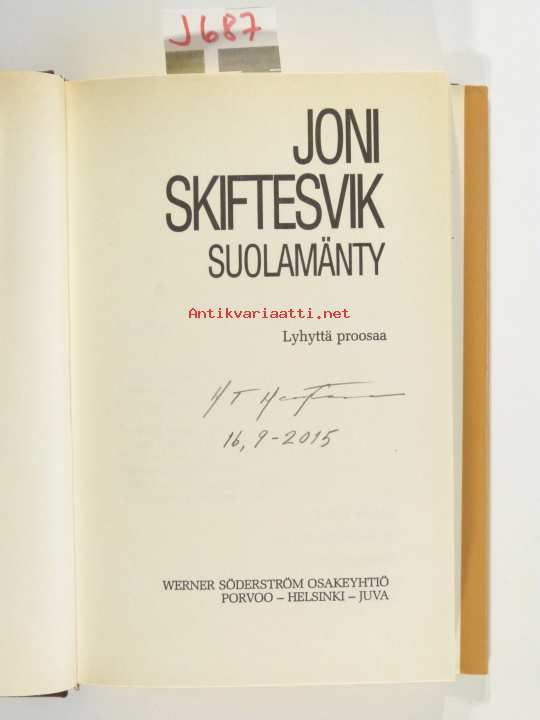 J687
JONI
SKIFTESVIK
SUOLAMÄNTY
Antikvariaatti.net
Lyhyttä proosaa
16,9-2015
WERNER SÖDERSTRÖM OSAKEYHTIÖ
PORVOO – HELSINKI – JUVA